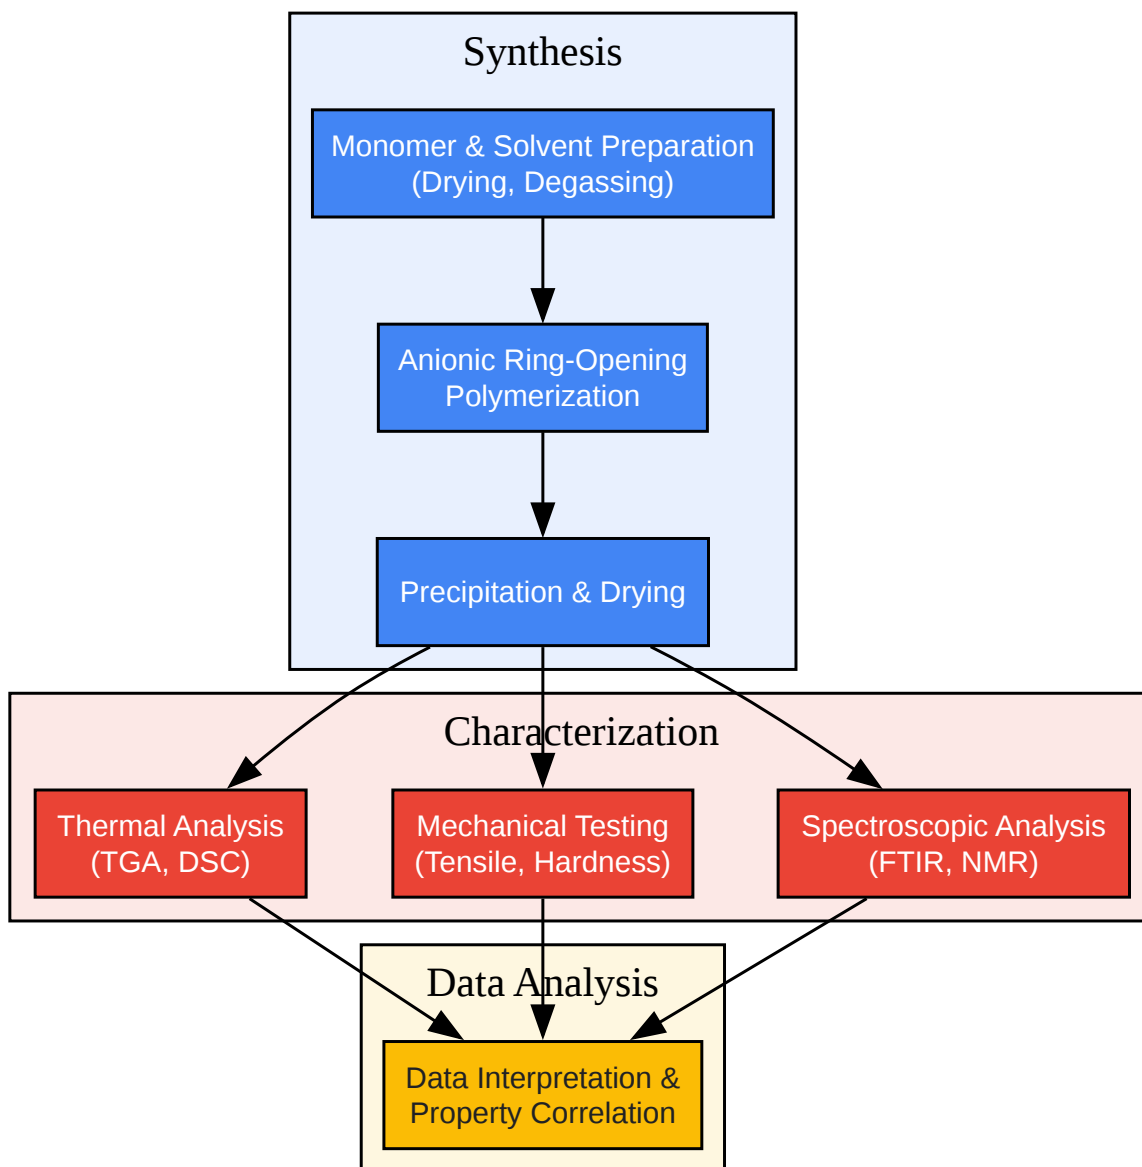 Synthesis
Monomer & Solvent Preparation
(Drying, Degassing)
Anionic Ring-Opening
Polymerization
Precipitation & Drying
Characterization
Thermal Analysis
(TGA, DSC)
Mechanical Testing
(Tensile, Hardness)
Spectroscopic Analysis
(FTIR, NMR)
Data Analysis
Data Interpretation &
Property Correlation